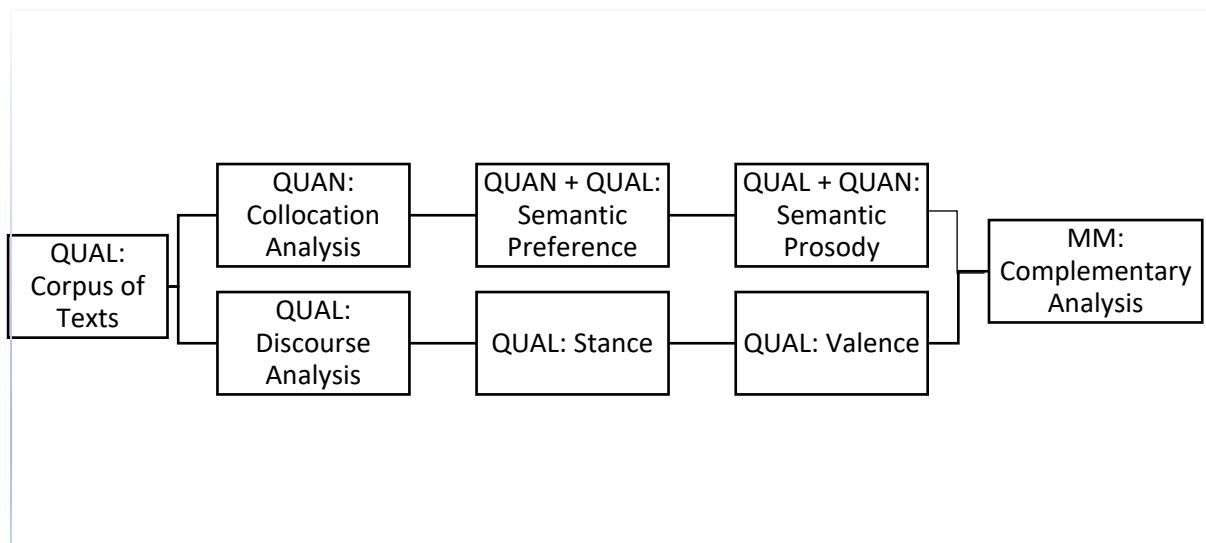 QUAL:
Corpus of
Texts
QUAN:
Collocation
Analysis
QUAN + QUAL:
Semantic
Preference
QUAL + QUAN:
Semantic
Prosody
QUAL:
Discourse
Analysis
QUAL: Stance
QUAL: Valence
MM:
Complementary
Analysis